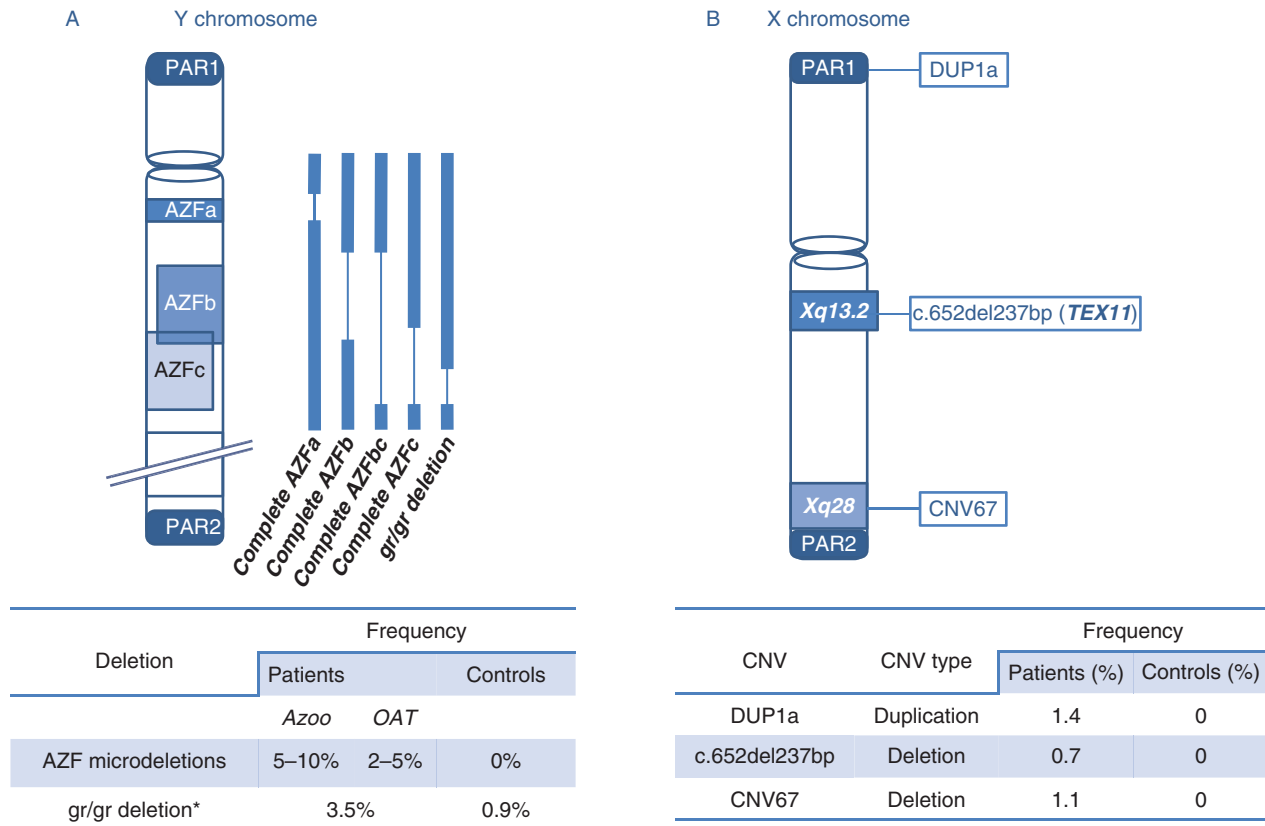 A Y chromosome
PAR1
AZFa
AZFb
AZFc
PAR2
Complete AZFa
Complete AZFb
Complete AZFbc
Complete AZFc
gr/gr deletion
Deletion
Frequency
Patients Controls
Azoo OAT
AZF microdeletions 5–10% 2–5% 0%
gr/gr deletion* 3.5% 0.9%
B X chromosome
PAR1 DUP1a
Xq13.2 c.652del237bp (TEX11)
Xq28 CNV67
PAR2
Frequency
CNV CNV type Patients (%) Controls (%)
DUP1a Duplication 1.4 0
c.652del237bp Deletion 0.7 0
CNV67 Deletion 1.1 0